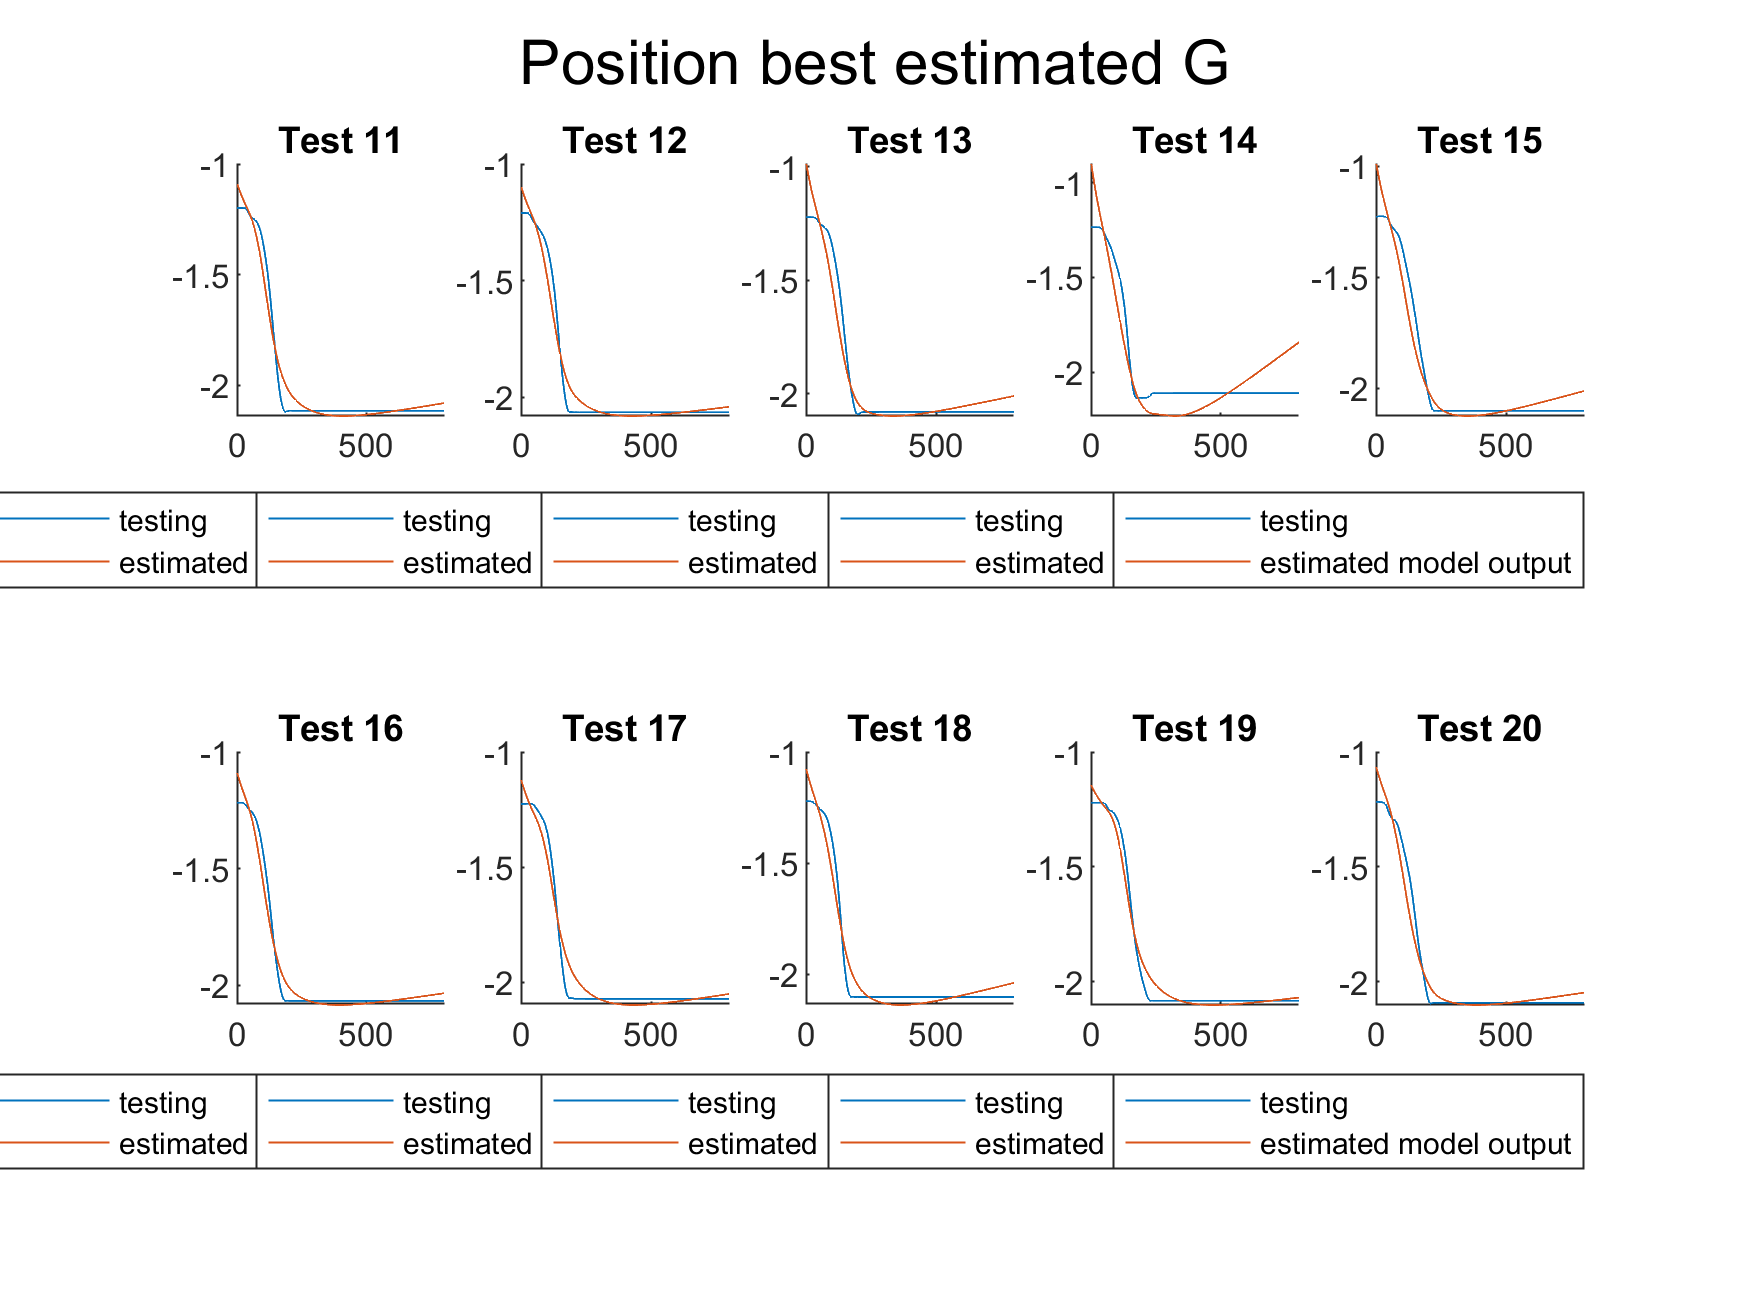 Position best estimated G
Test 11 Test 12 Test 13 Test 14 Test 15
-1 -1 -1 -1 -1
-1.5 -1.5 -1.5 -1.5 -1.5
-2 -2 -2 -2 -2
0 500 0 500 0 500 0 500 0 500
testing testing testing testing testing
estimated estimated estimated estimated estimated model output
Test 16 Test 17 Test 18 Test 19 Test 20
-1 -1 -1 -1 -1
-1.5 -1.5 -1.5 -1.5 -1.5
-2 -2 -2 -2 -2
0 500 0 500 0 500 0 500 0 500
testing testing testing testing testing
estimated estimated estimated estimated estimated model output